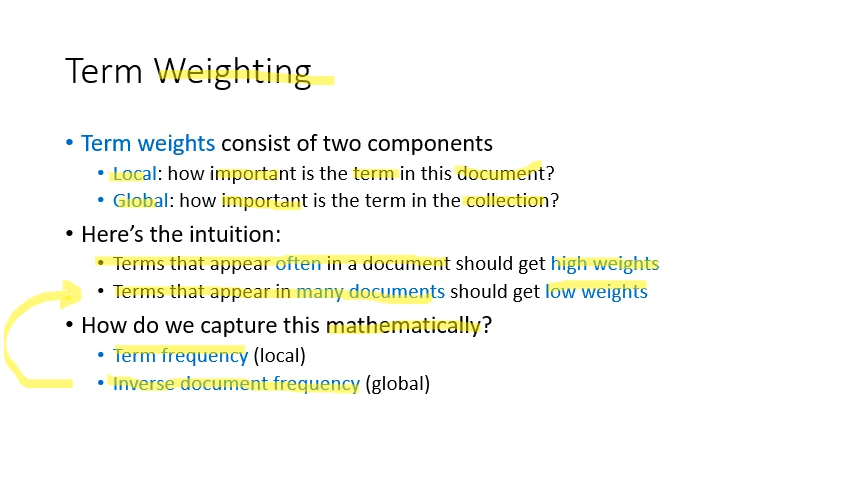 Term Weighting
• Term weights consist of two components
• Local: how important is the term in this document?
• Global: how important is the term in the collection?
• Here’s the intuition:
• Terms that appear often in a document should get high weights
• Terms that appear in many documents should get low weights
• How do we capture this mathematically?
• Term frequency (local)
• Inverse document frequency (global)